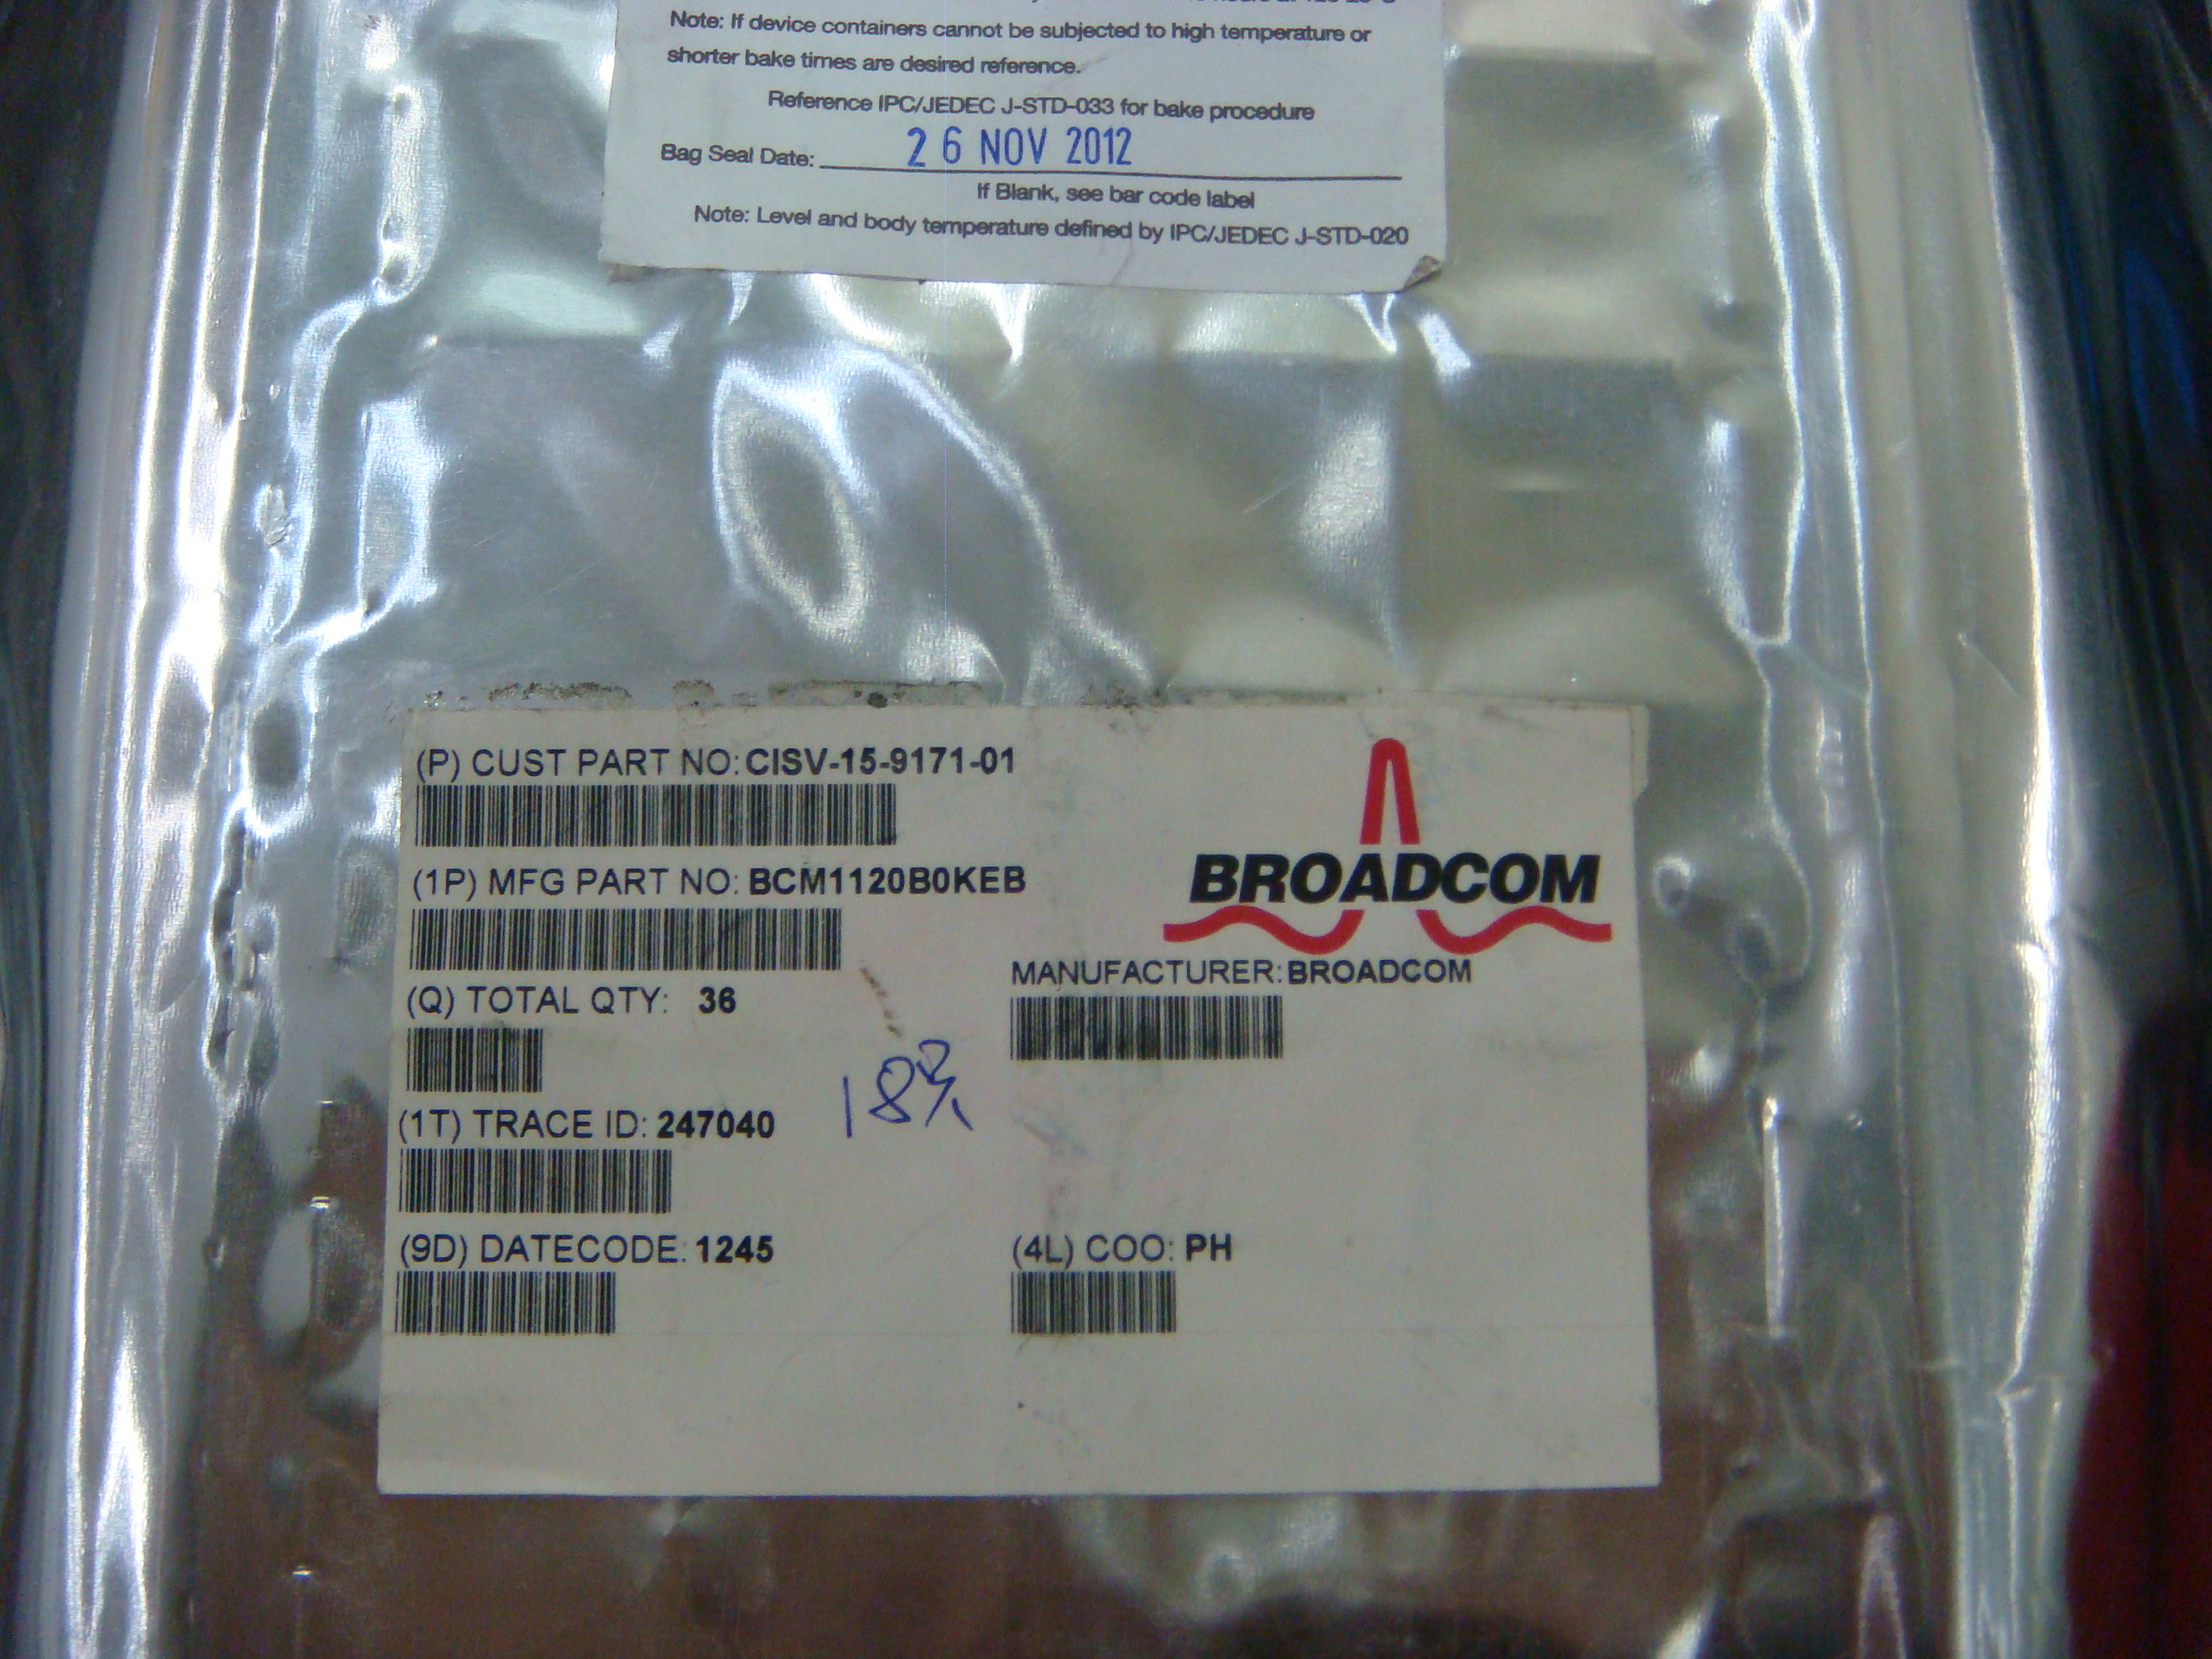 Note: If device containers cannot be subjected to high temperature or
shorter bake times are desired reference.
Reference IPC/JEDEC J-STD-033 for bake procedure
Bag Seal Date: 26 NOV 2012
If Blank, see bar code label
Note: Level and body temperature defined by IPC/JEDEC J-STD-020
(P) CUST PART NO: CISV-15-9171-01
(1P) MFG PART NO: BCM1120B0KEB
BROADCOM
MANUFACTURER: BROADCOM
(Q) TOTAL QTY: 36
(1T) TRACE ID: 247040
(9D) DATECODE: 1245
(4L) COO: PH